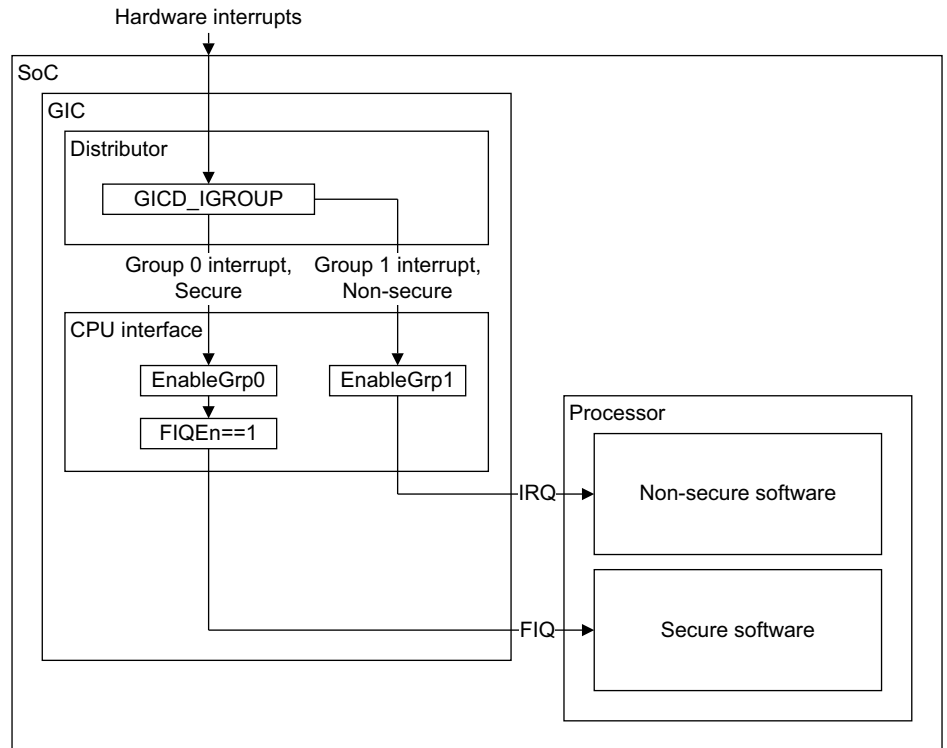 Hardware interrupts
SoC
GIC
Distributor
GICD_IGROUP
Group 0 interrupt,
Secure
Group 1 interrupt,
Non-secure
CPU interface
EnableGrp0
EnableGrp1
FIQEn==1
Processor
IRQ
Non-secure software
FIQ
Secure software